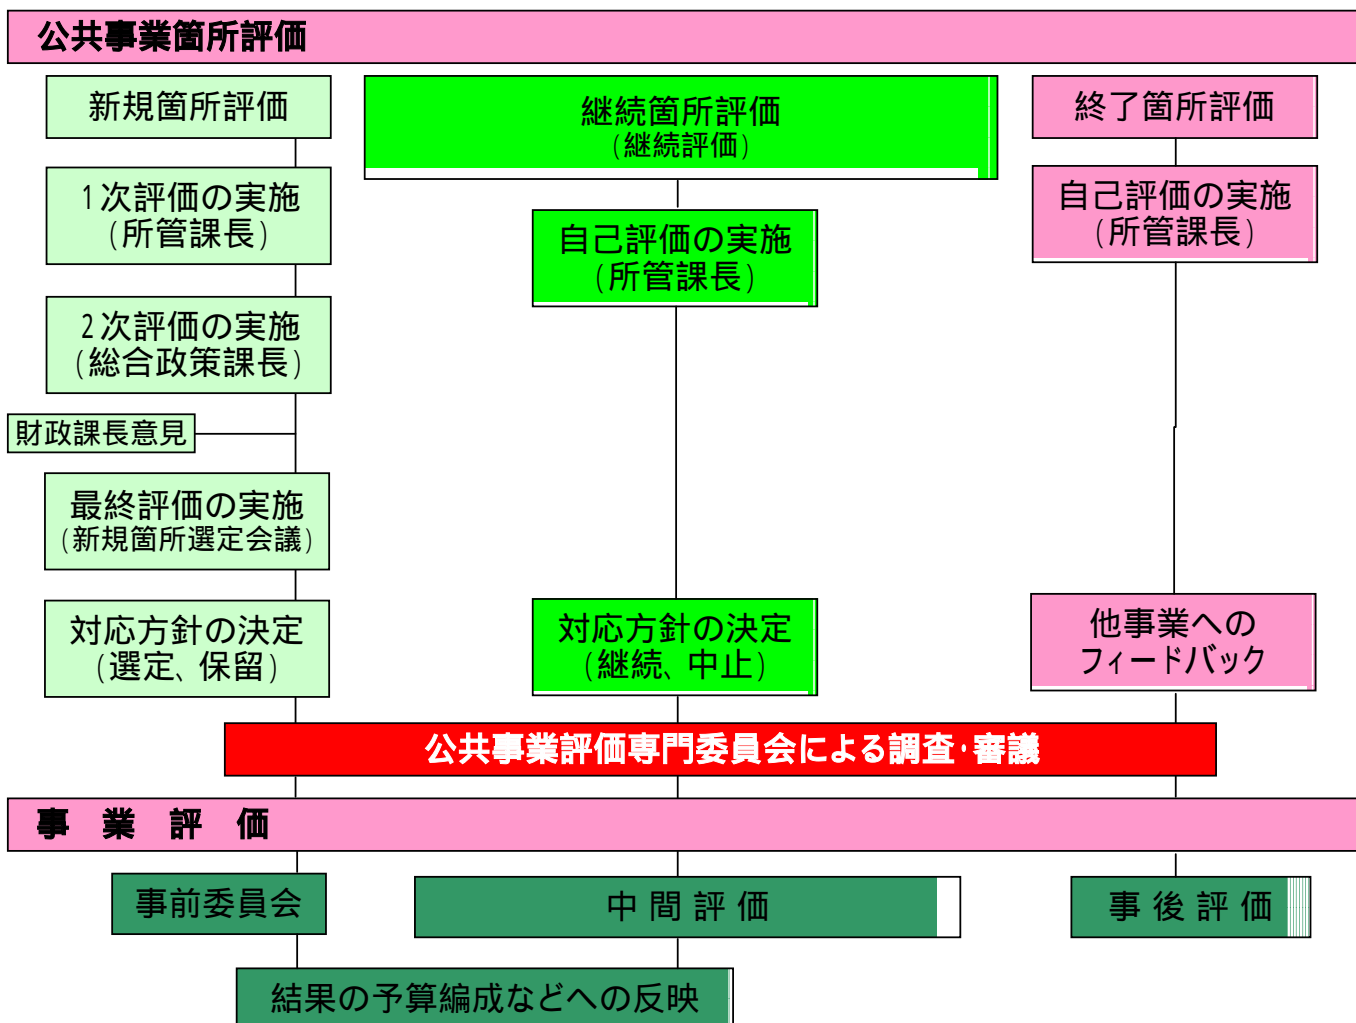 公共事業箇所評価
新規箇所評価
1次評価の実施
(所管課長)
2次評価の実施
(総合政策課長)
財政課長意見
最終評価の実施
(新規箇所選定会議)
対応方針の決定
(選定、保留)
継続箇所評価
(継続評価)
自己評価の実施
(所管課長)
対応方針の決定
(継続、中止)
終了箇所評価
自己評価の実施
(所管課長)
他事業への
フィードバック
公共事業評価専門委員会による調査・審議
事 業 評 価
事前委員会
中 間 評 価
事 後 評 価
結果の予算編成などへの反映